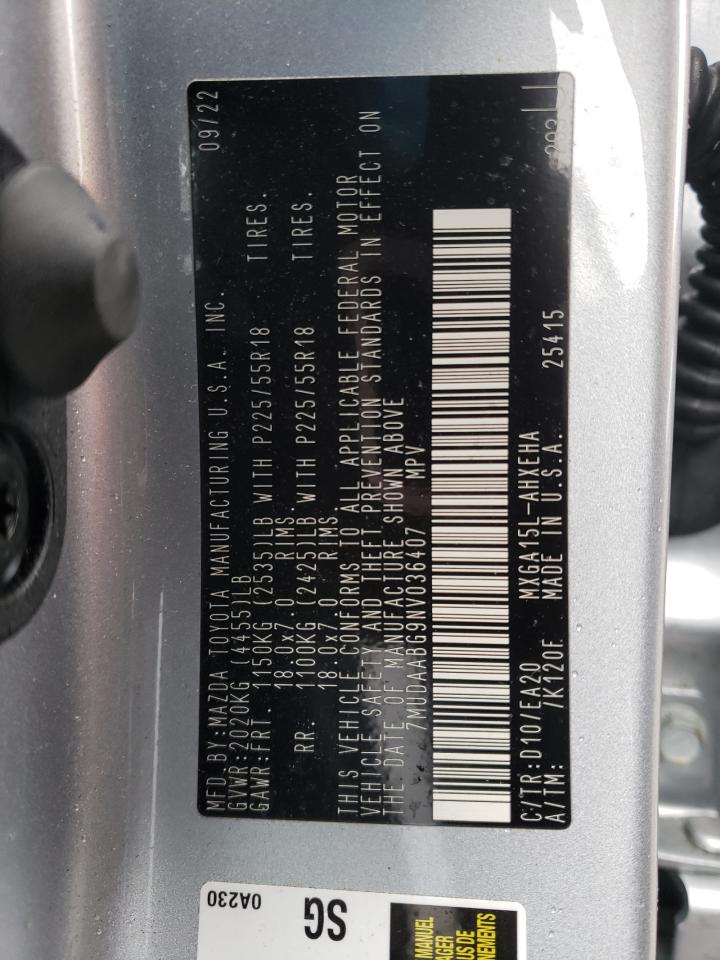 MFD.BY:MAZDA TOYOTA MANUFACTURING U.S.A. INC. 09/22
GVWR:2020KG (4455)LB
GAWR:FRT. 1150KG (2535)LB WITH P225/55R18 TIRES.
18.0x7.0 RIMS.
RR. 1100KG (2425)LB WITH P225/55R18 TIRES.
18.0x7.0 RIMS.
THIS VEHICLE CONFORMS TO ALL APPLICABLE FEDERAL MOTOR
VEHICLE SAFETY AND THEFT PREVENTION STANDARDS IN EFFECT ON
THE DATE OF MANUFACTURE SHOWN ABOVE
7MUDAABG9NV036407 MPV
C/TR:D10/EA20 MXGA15L-AHXEHA
A/TM: /K120F MADE IN U.S.A. 25415
0A230
SG
MANUEL
US DE